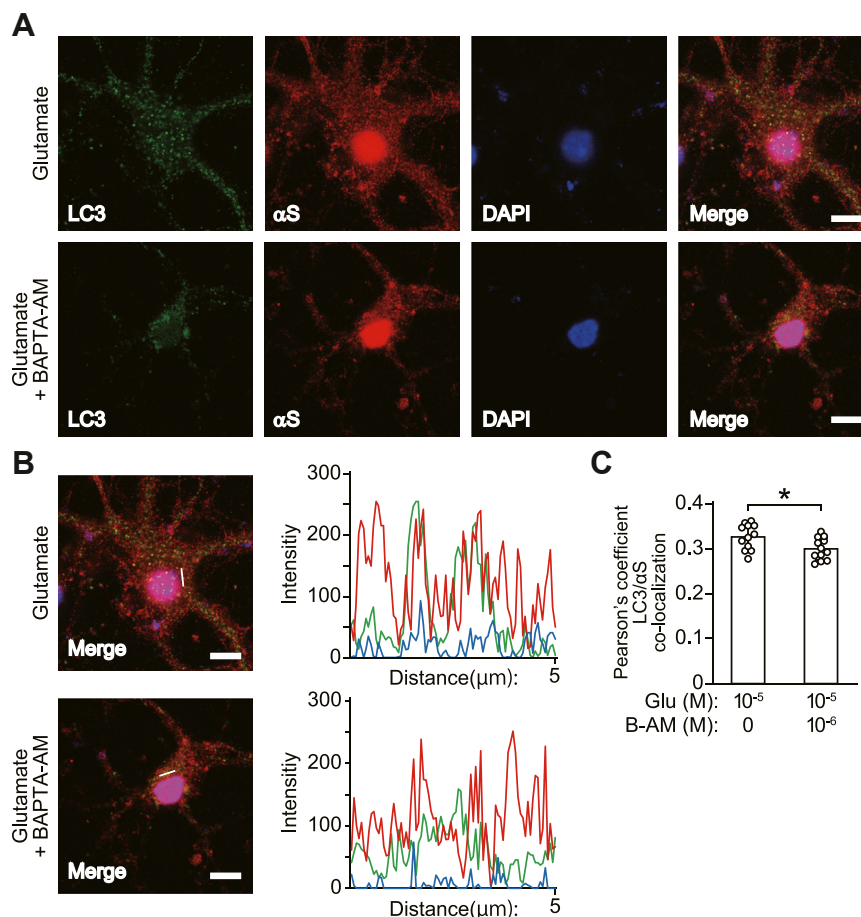 A
Glutamate
LC3
αS
DAPI
Merge
Glutamate
+ BAPTA-AM
LC3
αS
DAPI
Merge
B
Glutamate
Merge
300
200
100
0
Intensitiy
Distance(μm):
5
Glutamate
+ BAPTA-AM
Merge
300
200
100
0
Intensitiy
Distance(μm):
5
C
*
0.4
0.3
0.2
0.1
0
Pearson's coefficient
LC3/αS
co-localization
Glu (M): 10⁻⁵ 10⁻⁵
B-AM (M): 0 10⁻⁶